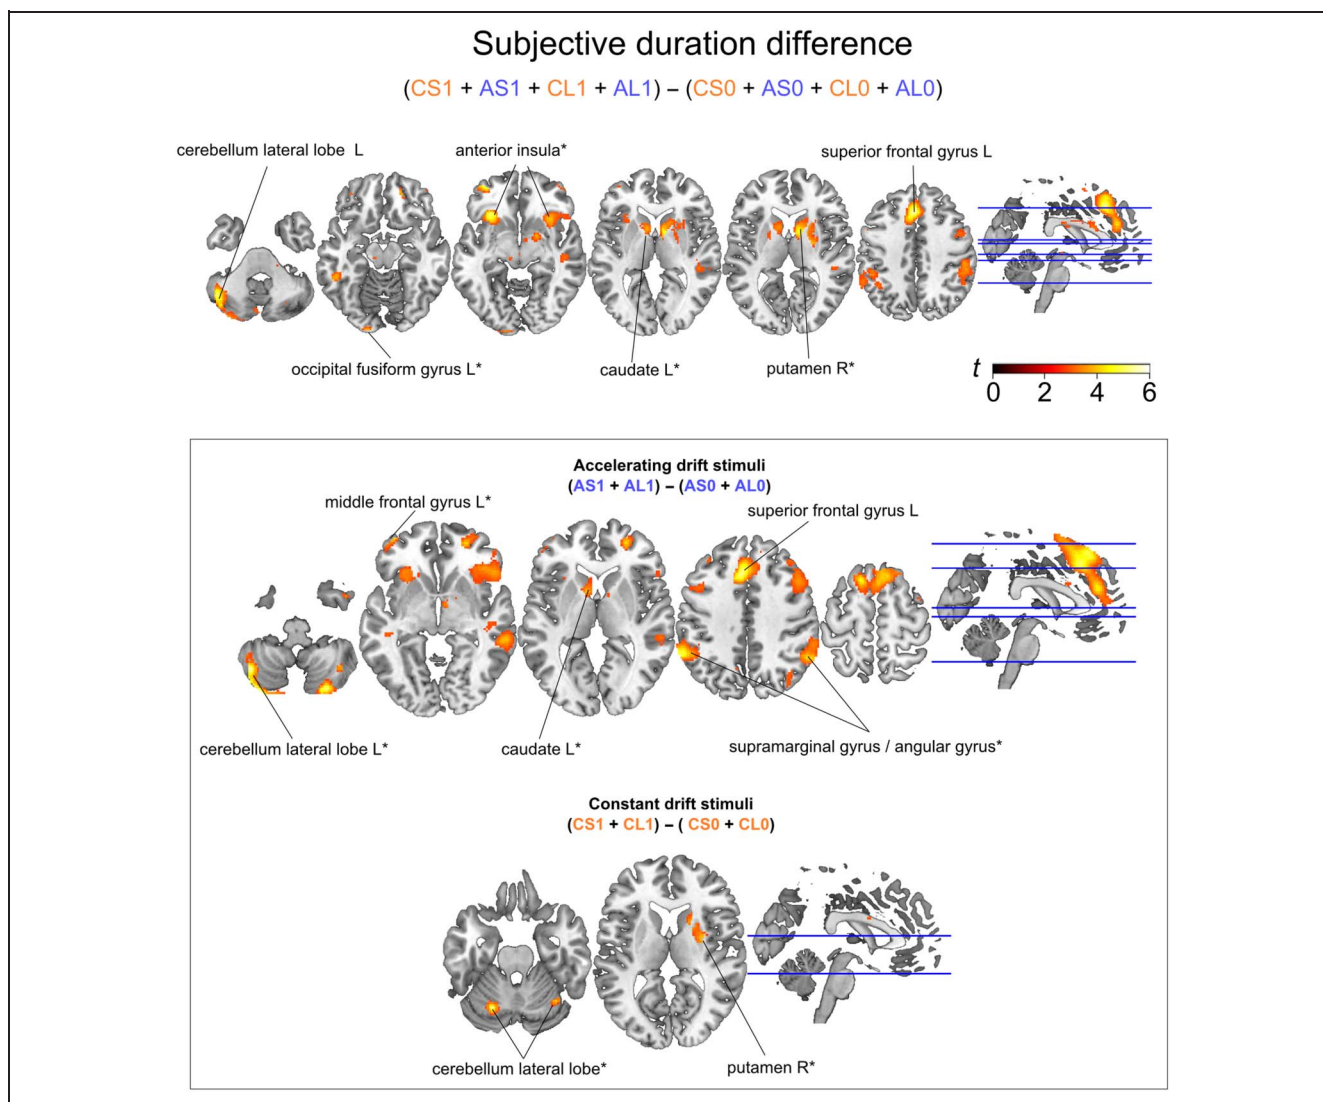 Subjective duration difference
(CS1 + AS1 + CL1 + AL1) – (CS0 + AS0 + CL0 + AL0)
cerebellum lateral lobe L
anterior insula*
superior frontal gyrus L
occipital fusiform gyrus L*
caudate L*
putamen R*
t
0 2 4 6
Accelerating drift stimuli
(AS1 + AL1) – (AS0 + AL0)
middle frontal gyrus L*
superior frontal gyrus L
cerebellum lateral lobe L*
caudate L*
supramarginal gyrus / angular gyrus*
Constant drift stimuli
(CS1 + CL1) – ( CS0 + CL0)
cerebellum lateral lobe*
putamen R*